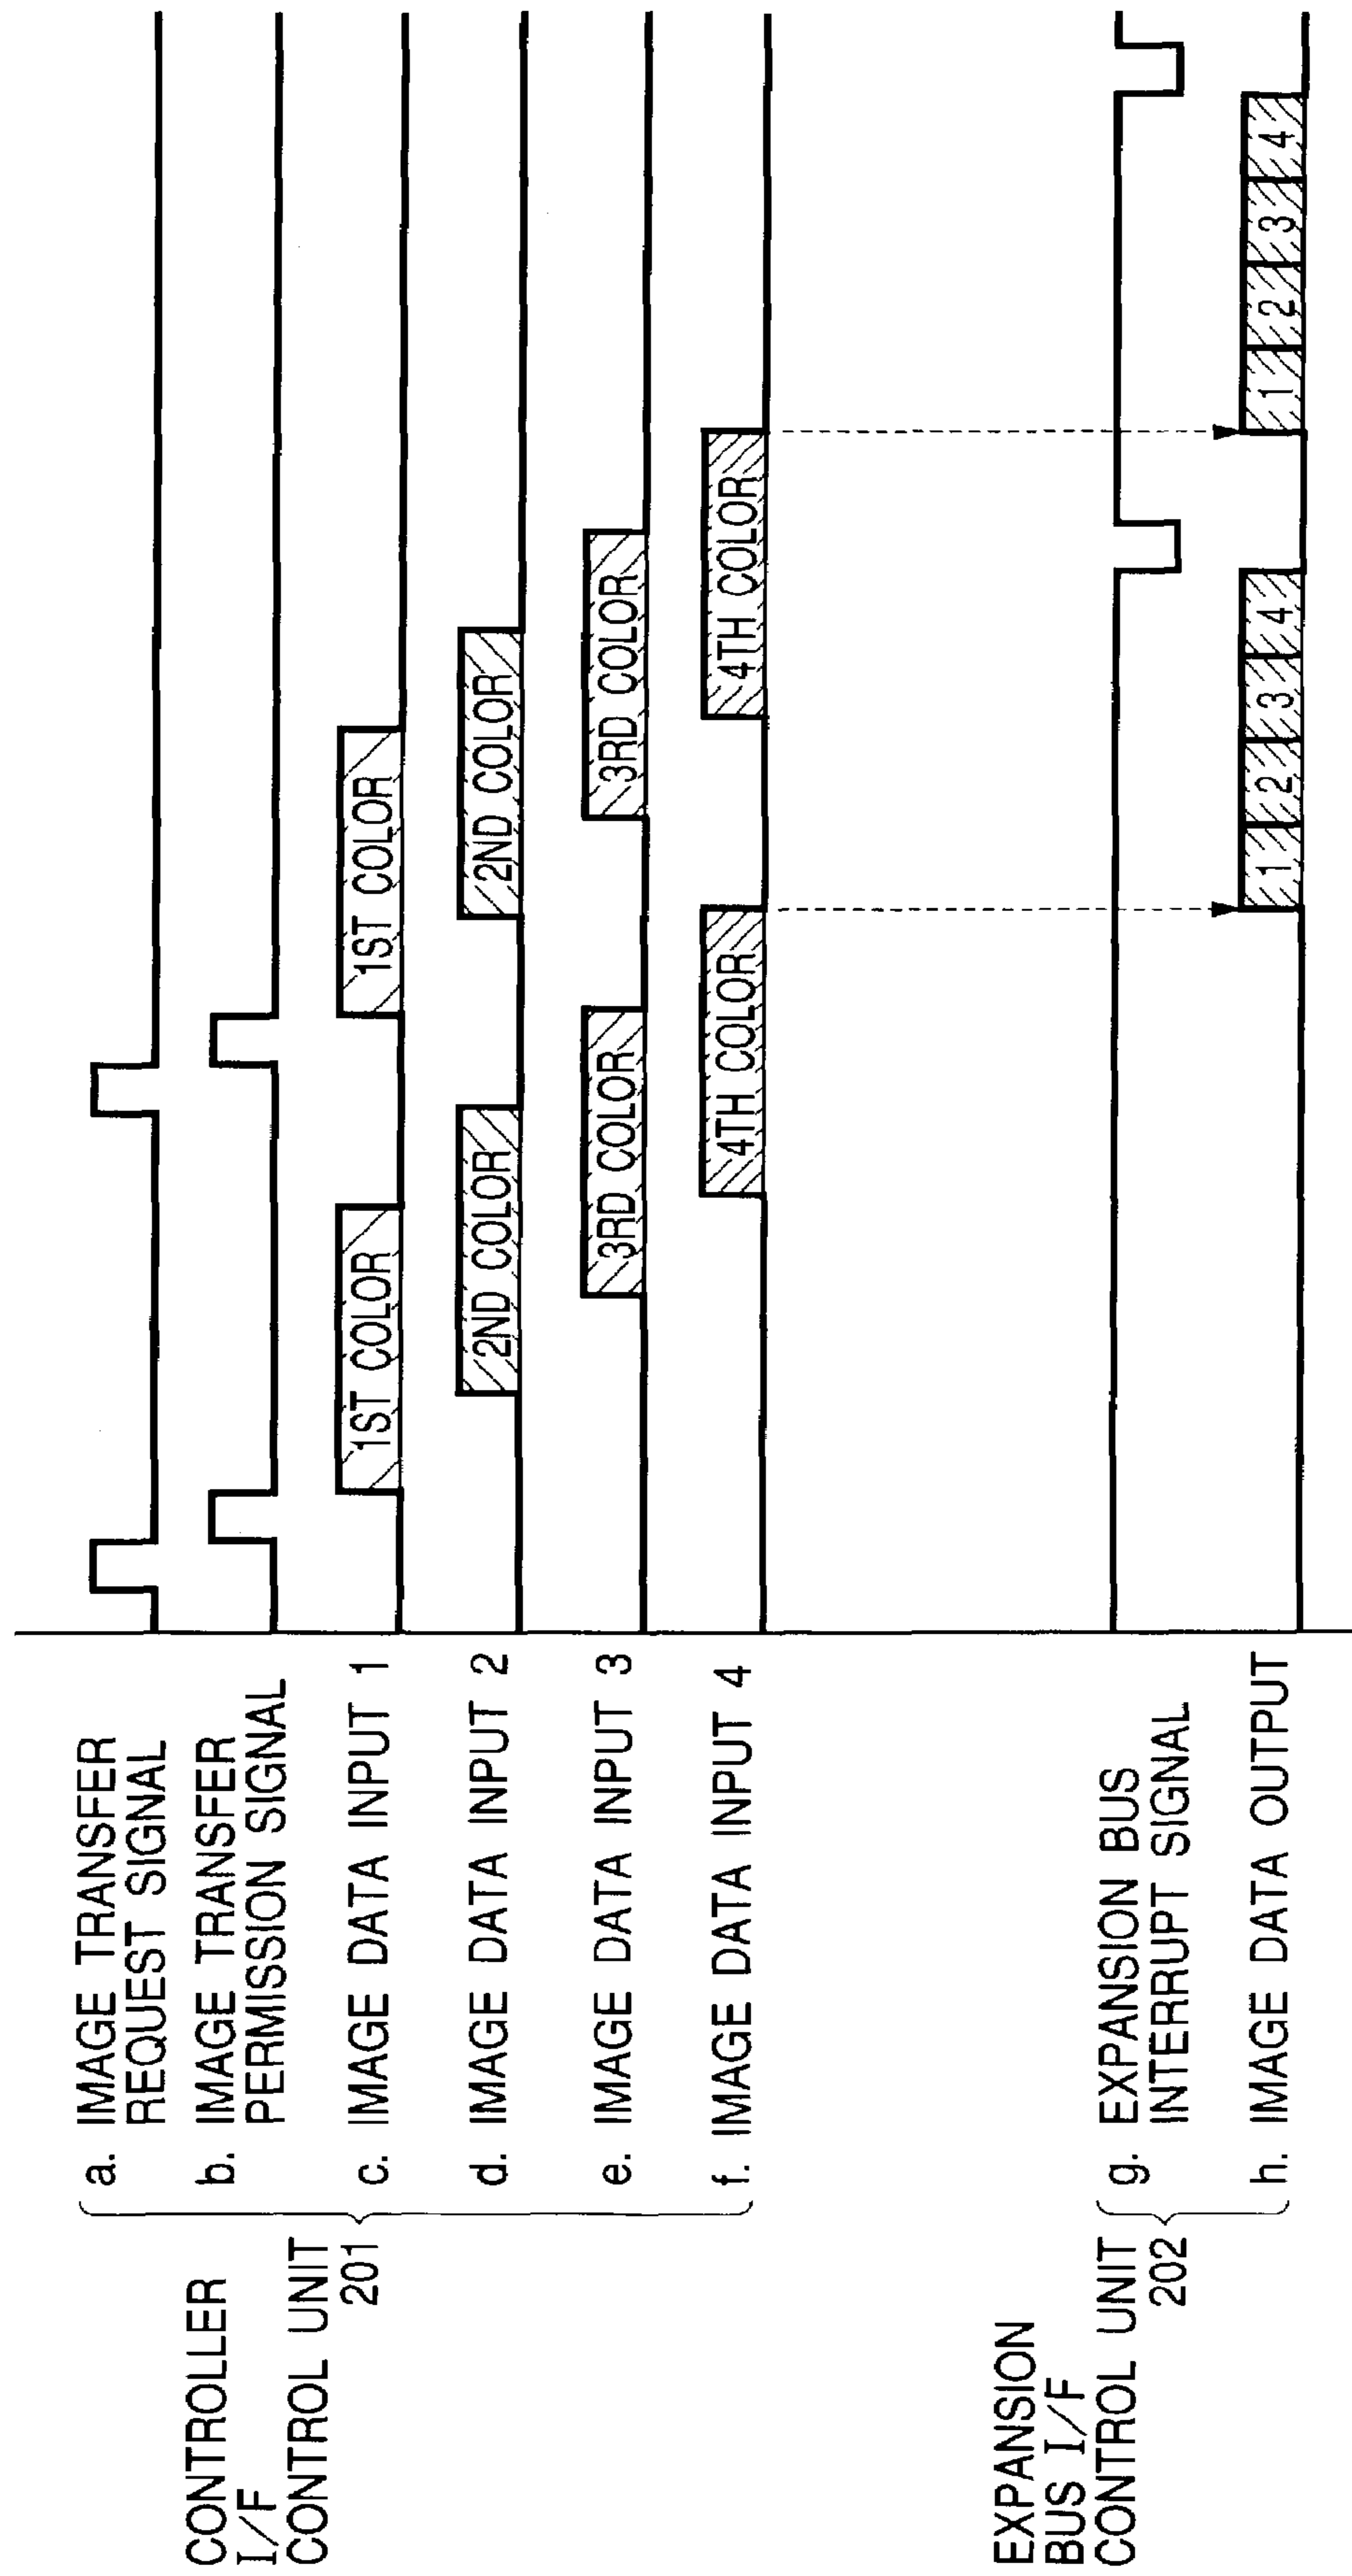 CONTROLLER
I/F
CONTROL UNIT
201
a. IMAGE TRANSFER
REQUEST SIGNAL
b. IMAGE TRANSFER
PERMISSION SIGNAL
c. IMAGE DATA INPUT 1
1ST COLOR
1ST COLOR
d. IMAGE DATA INPUT 2
2ND COLOR
2ND COLOR
e. IMAGE DATA INPUT 3
3RD COLOR
3RD COLOR
f. IMAGE DATA INPUT 4
4TH COLOR
4TH COLOR
EXPANSION
BUS I/F
CONTROL UNIT
202
g. EXPANSION BUS
INTERRUPT SIGNAL
h. IMAGE DATA OUTPUT
1 2 3 4
1 2 3 4